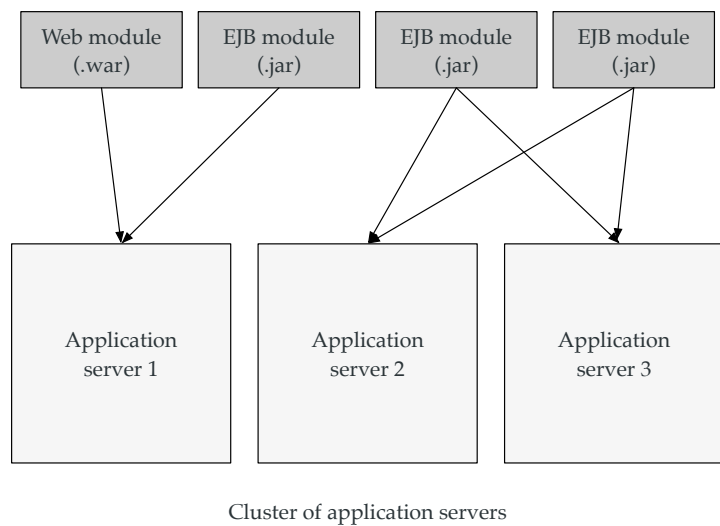 Web module
(.war)
EJB module
(.jar)
EJB module
(.jar)
EJB module
(.jar)
Application
server 1
Application
server 2
Application
server 3
Cluster of application servers